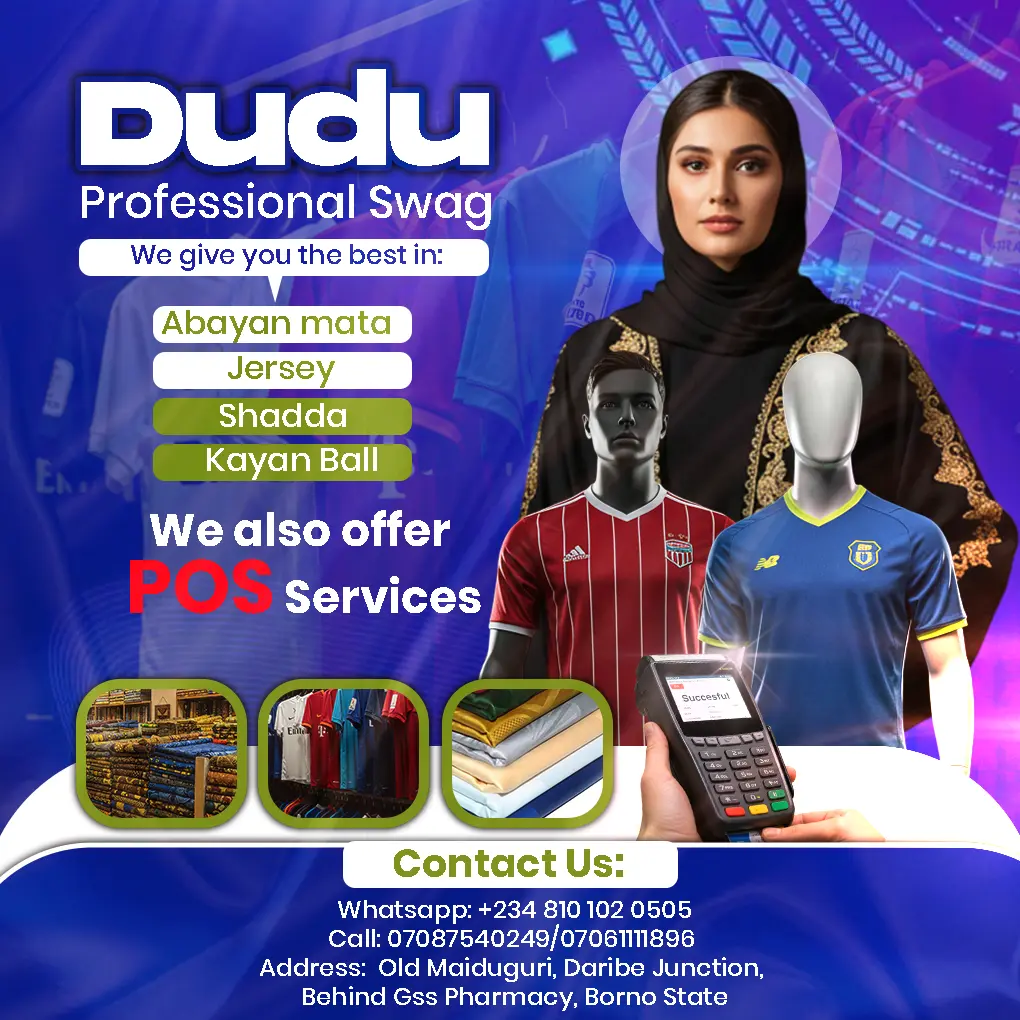 Dudu
Professional Swag
We give you the best in:
Abayan mata
Jersey
Shadda
Kayan Ball
We also offer
POS Services
Succesful
Contact Us:
Whatsapp: +234 810 102 0505
Call: 07087540249/07061111896
Address: Old Maiduguri, Daribe Junction,
Behind Gss Pharmacy, Borno State